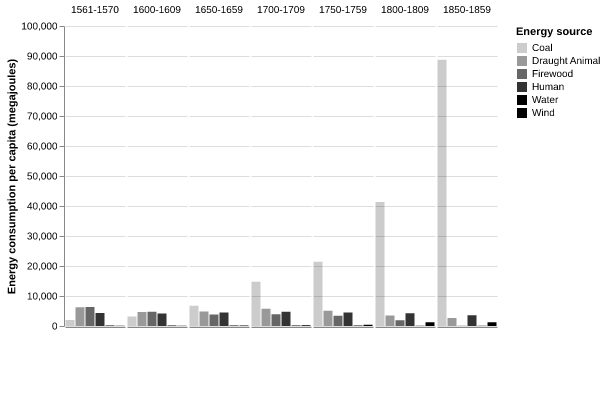 1561-1570 1600-1609 1650-1659 1700-1709 1750-1759 1800-1809 1850-1859
100,000
90,000
80,000
70,000
60,000
50,000
40,000
30,000
20,000
10,000
0
Energy consumption per capita (megajoules)
Energy source
Coal
Draught Animal
Firewood
Human
Water
Wind